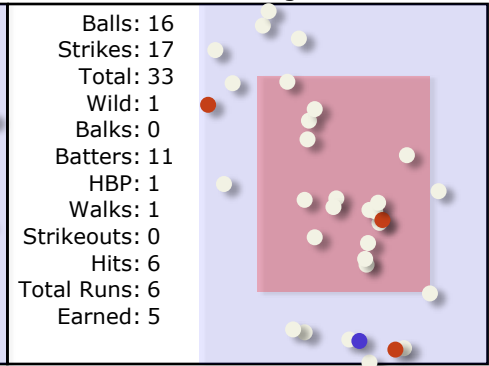 Balls: 16
Strikes: 17
Total: 33
Wild: 1
Balks: 0
Batters: 11
HBP: 1
Walks: 1
Strikeouts: 0
Hits: 6
Total Runs: 6
Earned: 5